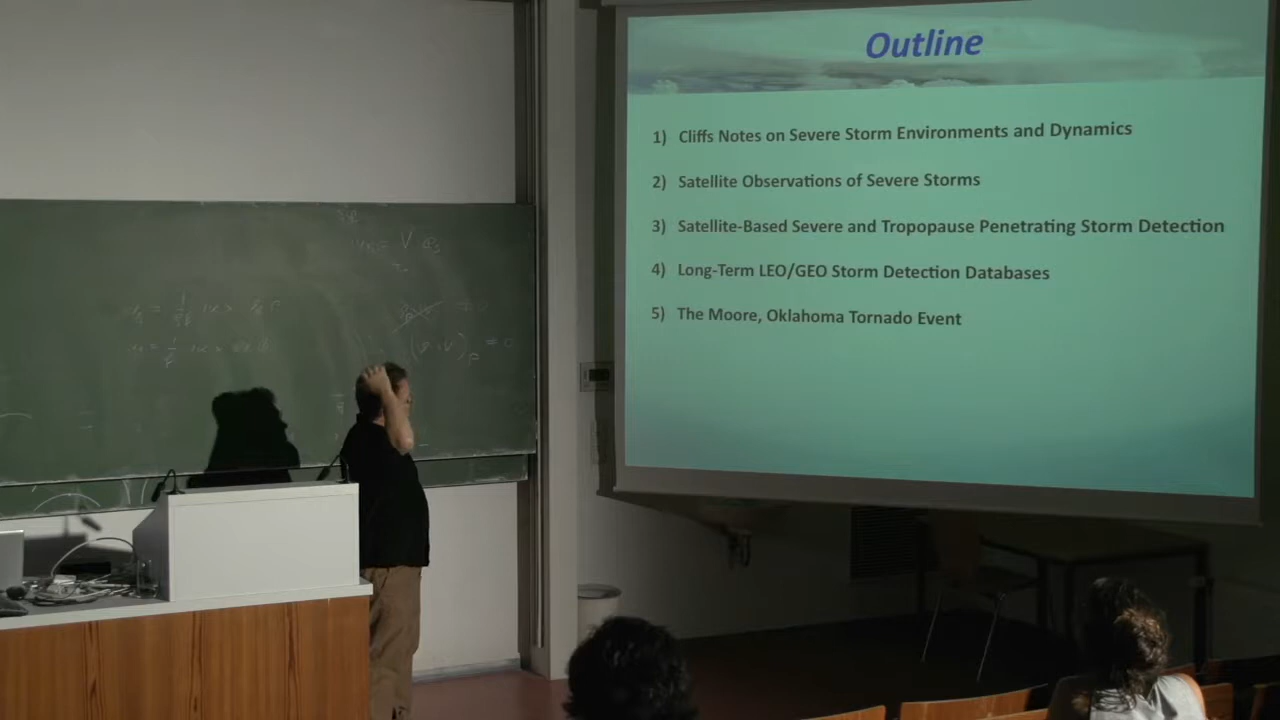 Outline
1) Cliffs Notes on Severe Storm Environments and Dynamics
2) Satellite Observations of Severe Storms
3) Satellite-Based Severe and Tropopause Penetrating Storm Detection
4) Long-Term LEO/GEO Storm Detection Databases
5) The Moore, Oklahoma Tornado Event